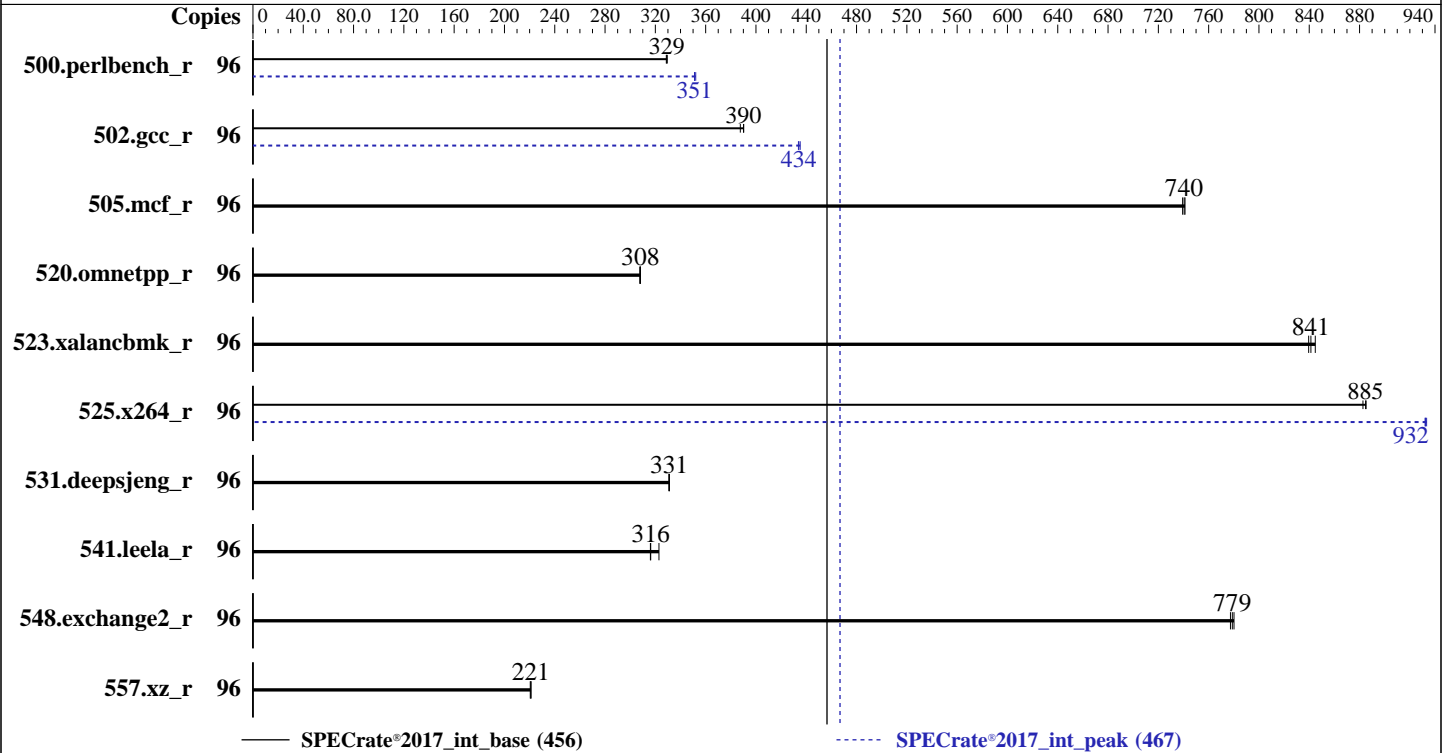 Copies 0 40.0 80.0 120 160 200 240 280 320 360 400 440 480 520 560 600 640 680 720 760 800 840 880 940
329
500.perlbench_r 96
351
390
502.gcc_r 96
434
740
505.mcf_r 96
308
520.omnetpp_r 96
841
523.xalancbmk_r 96
885
525.x264_r 96
932
331
531.deepsjeng_r 96
316
541.leela_r 96
779
548.exchange2_r 96
221
557.xz_r 96
SPECrate®2017_int_base (456) SPECrate®2017_int_peak (467)